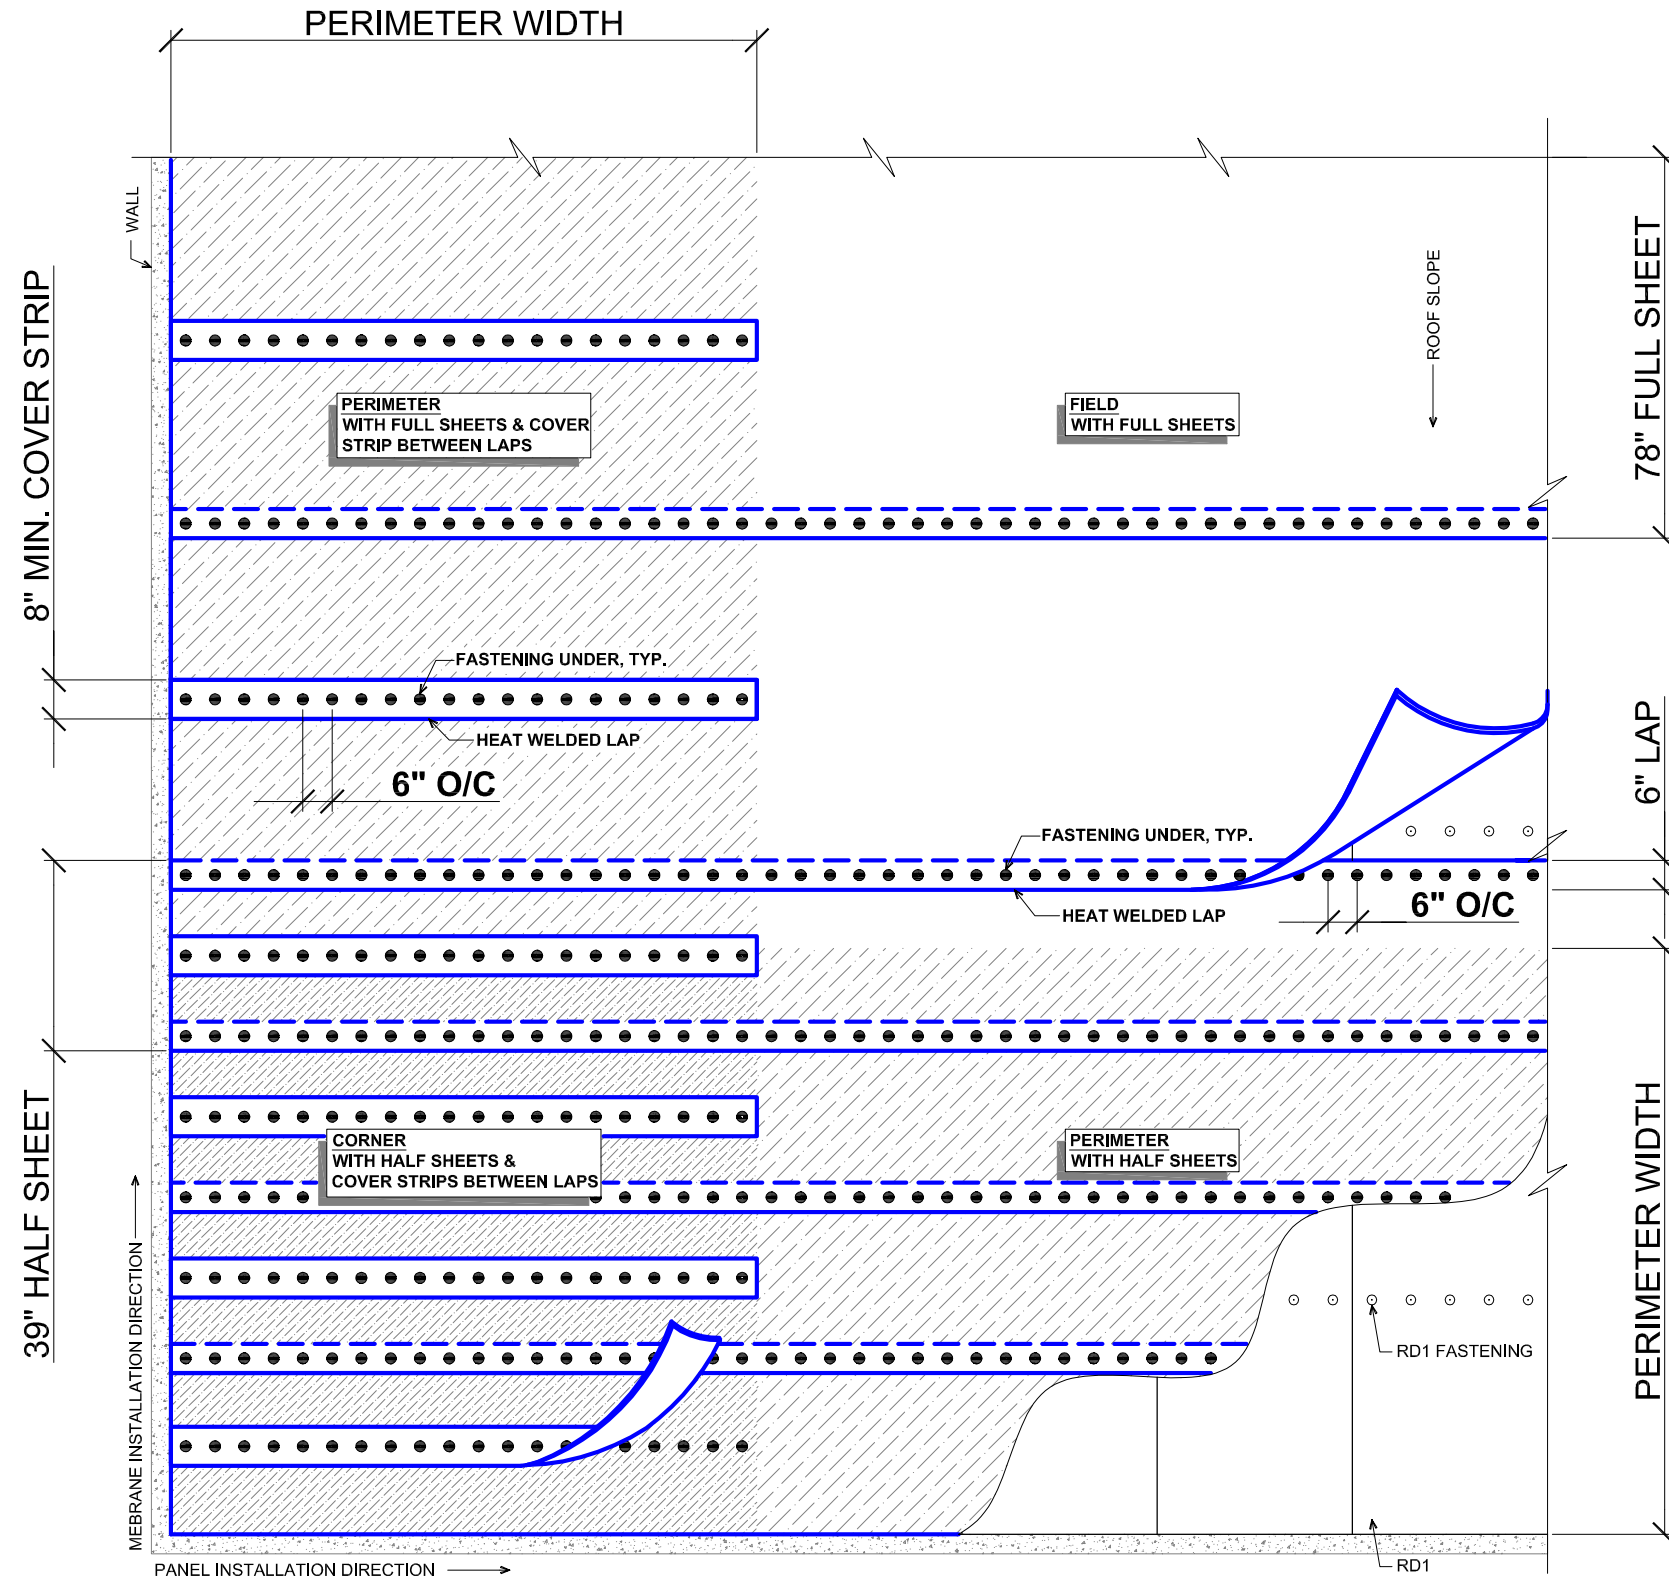 PERIMETER WIDTH
WALL
8" MIN. COVER STRIP
PERIMETER
WITH FULL SHEETS & COVER
STRIP BETWEEN LAPS
FIELD
WITH FULL SHEETS
ROOF SLOPE
78" FULL SHEET
FASTENING UNDER, TYP.
HEAT WELDED LAP
6" O/C
FASTENING UNDER, TYP.
HEAT WELDED LAP
6" O/C
6" LAP
39" HALF SHEET
CORNER
WITH HALF SHEETS &
COVER STRIPS BETWEEN LAPS
PERIMETER
WITH HALF SHEETS
PERIMETER WIDTH
MEBRANE INSTALLATION DIRECTION
RD1 FASTENING
RD1
PANEL INSTALLATION DIRECTION